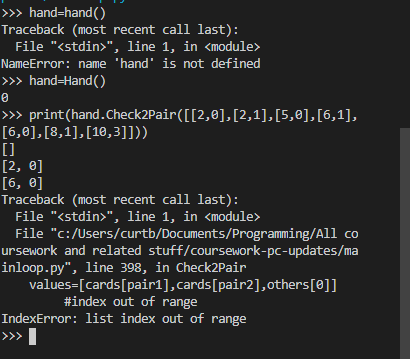 >>> hand=hand()
Traceback (most recent call last):
  File "<stdin>", line 1, in <module>
NameError: name 'hand' is not defined
>>> hand=Hand()
0
>>> print(hand.Check2Pair([[2,0],[2,1],[5,0],[6,1],
[6,0],[8,1],[10,3]]))
[]
[2, 0]
[6, 0]
Traceback (most recent call last):
  File "<stdin>", line 1, in <module>
  File "c:/Users/curtb/Documents/Programming/All co
ursework and related stuff/coursework-pc-updates/ma
inloop.py", line 398, in Check2Pair
    values=[cards[pair1],cards[pair2],others[0]]
         #index out of range
IndexError: list index out of range
>>>